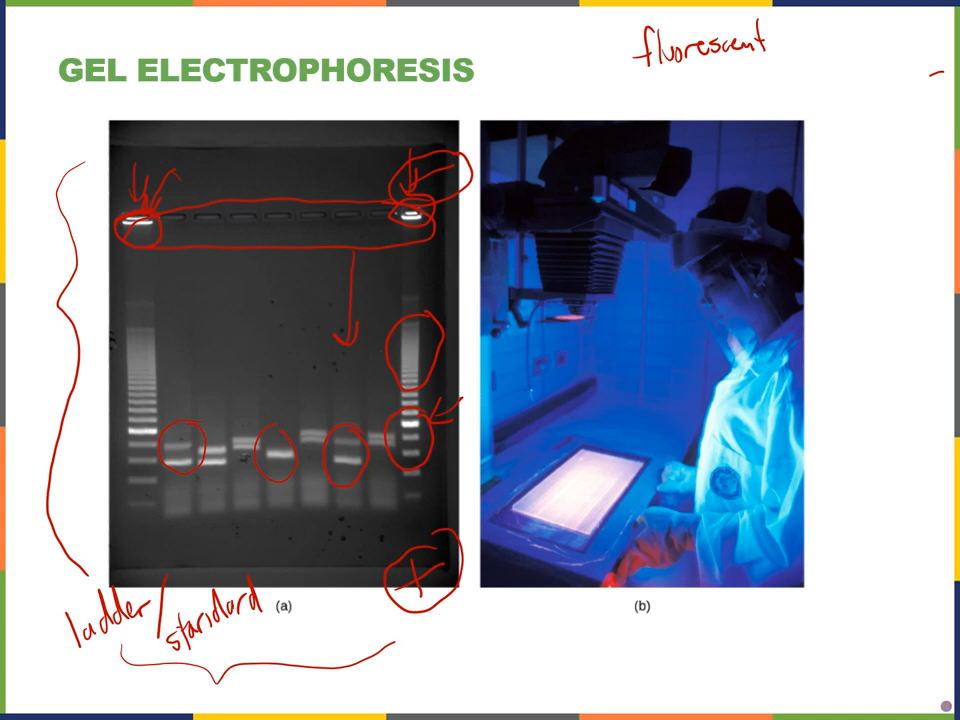 fluorescent
GEL ELECTROPHORESIS
+
ladder/
standard
(a)
(b)